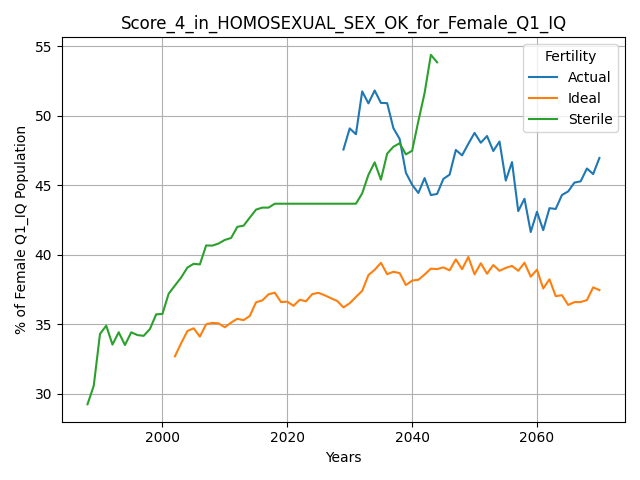 Score_4_in_HOMOSEXUAL_SEX_OK_for_Female_Q1_IQ
% of Female Q1_IQ Population
55
50
45
40
35
30
Fertility
Actual
Ideal
Sterile
2000
2020
2040
2060
Years